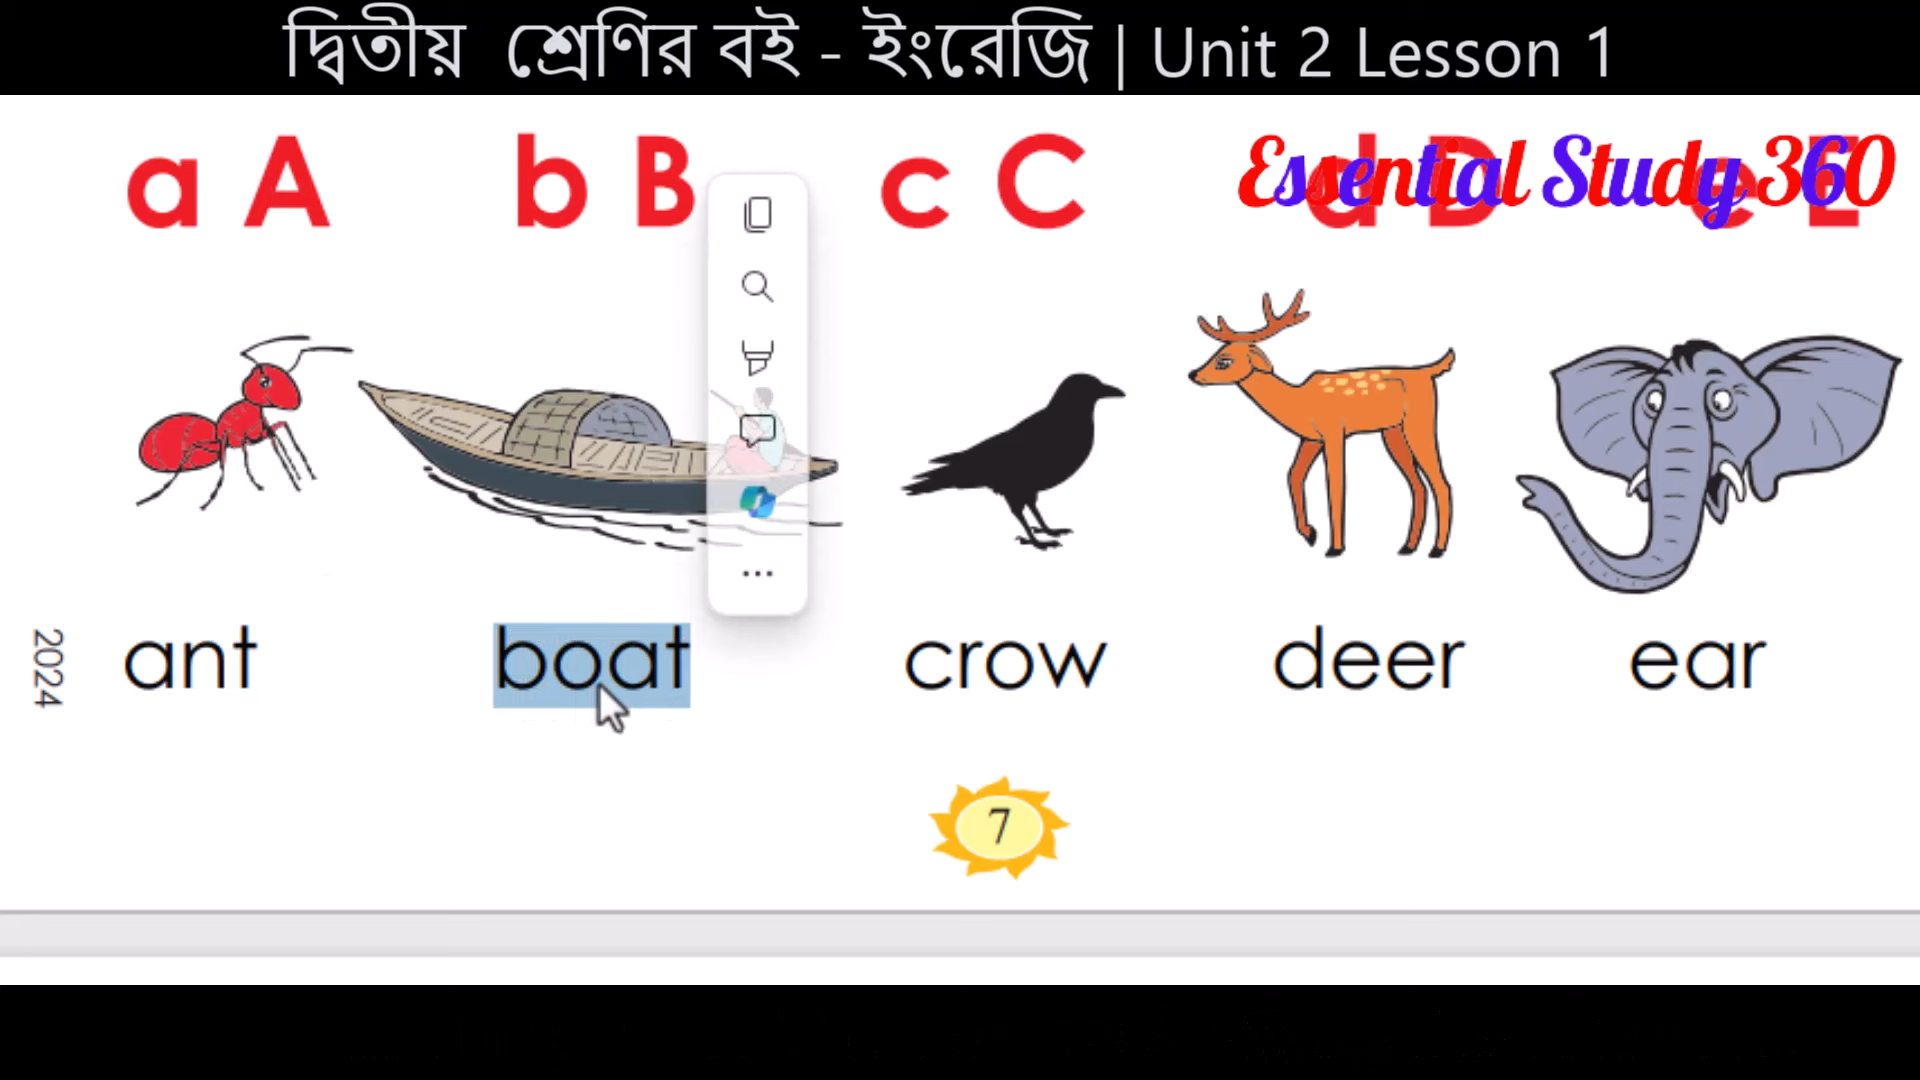 দ্বিতীয় শ্রেণির বই - ইংরেজি | Unit 2 Lesson 1
a A b B c C d D e E
Essential Study 360
ant boat crow deer ear
2024
7